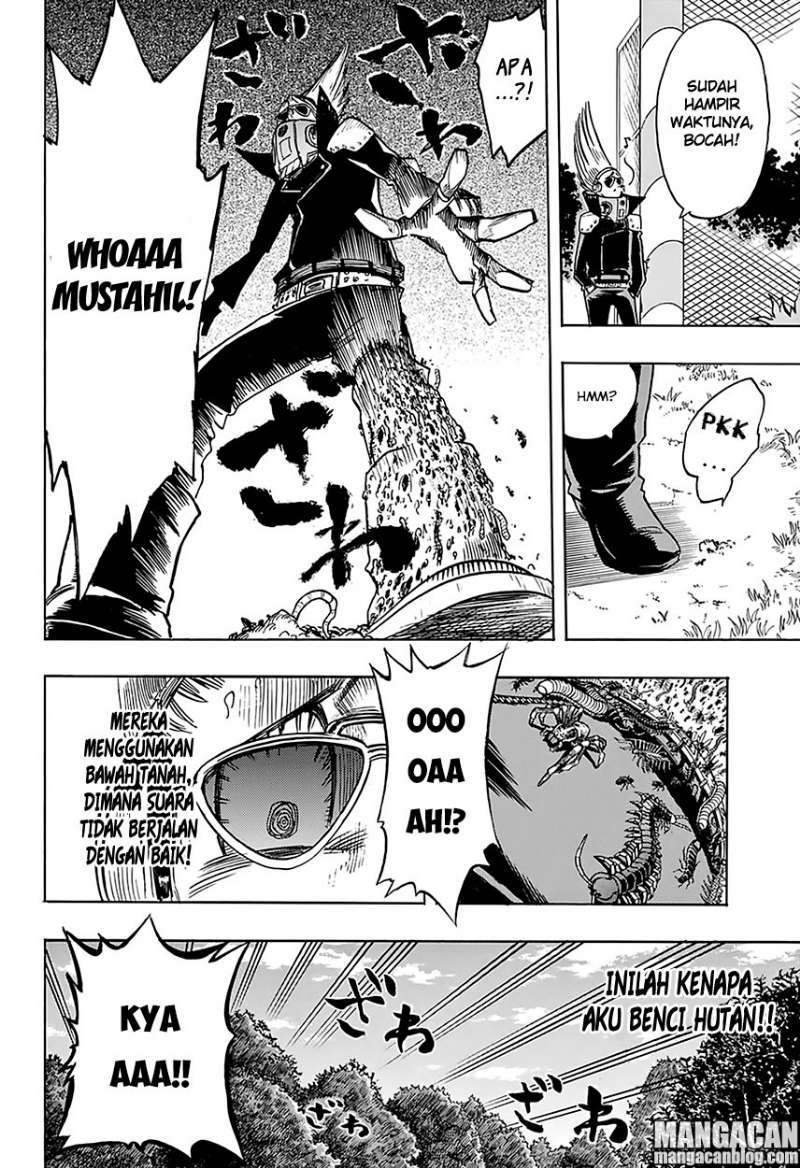 SUDAH
HAMPIR
WAKTUNYA,
BOCAH!
HMM?
PKK
...
APA
...?!
ざわ
WHOAAA
MUSTAHIL!
ざわ
ざわ
OOO
OAA
AH!?
MEREKA
MENGGUNAKAN
BAWAH TANAH,
DIMANA SUARA
TIDAK BERJALAN
DENGAN BAIK!
INILAH KENAPA
AKU BENCI HUTAN!!
ざわ
KYA
AAA!!
ざわ
MANGACAN
mangacanblog.com